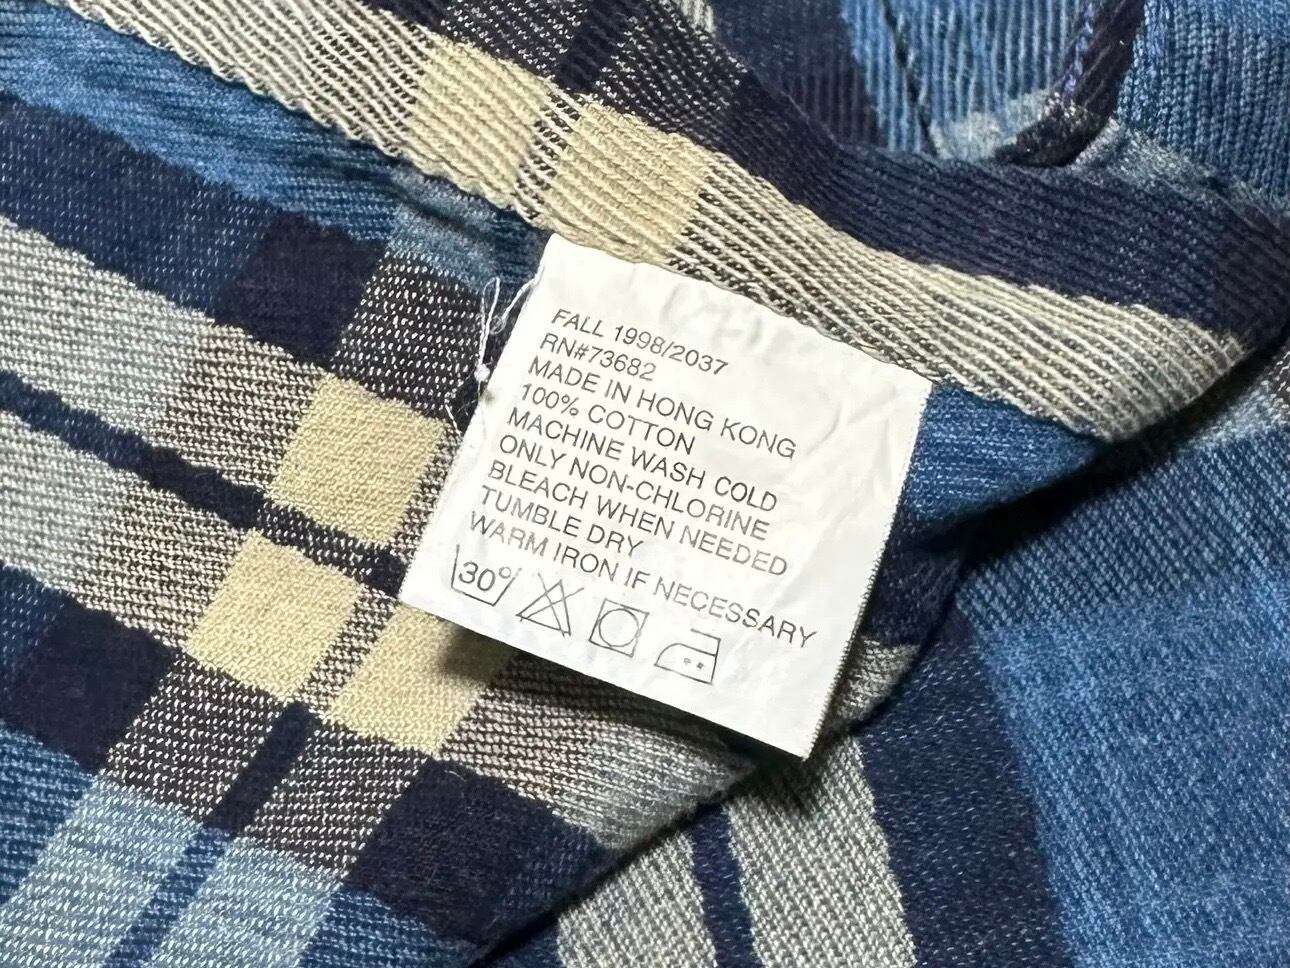 FALL 1998/2037
RN#73682
MADE IN HONG KONG
100% COTTON
MACHINE WASH COLD
ONLY NON-CHLORINE
BLEACH WHEN NEEDED
TUMBLE DRY
WARM IRON IF NECESSARY
30°